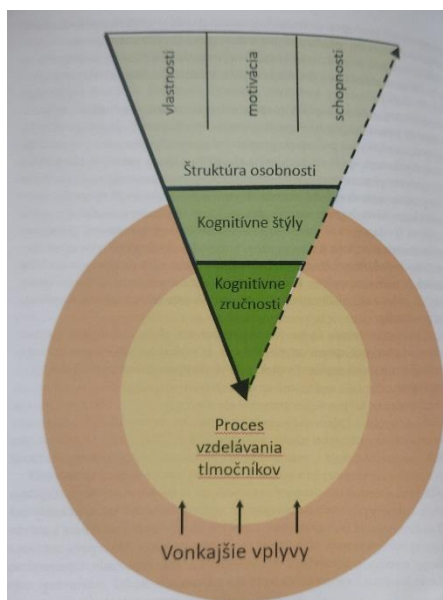 vlastnosti
motivácia
schopnosti
Štruktúra osobnosti
Kognitívne štýly
Kognitívne
zručnosti
Proces
vzdelávania
tlmočníkov
Vonkajšie vplyvy